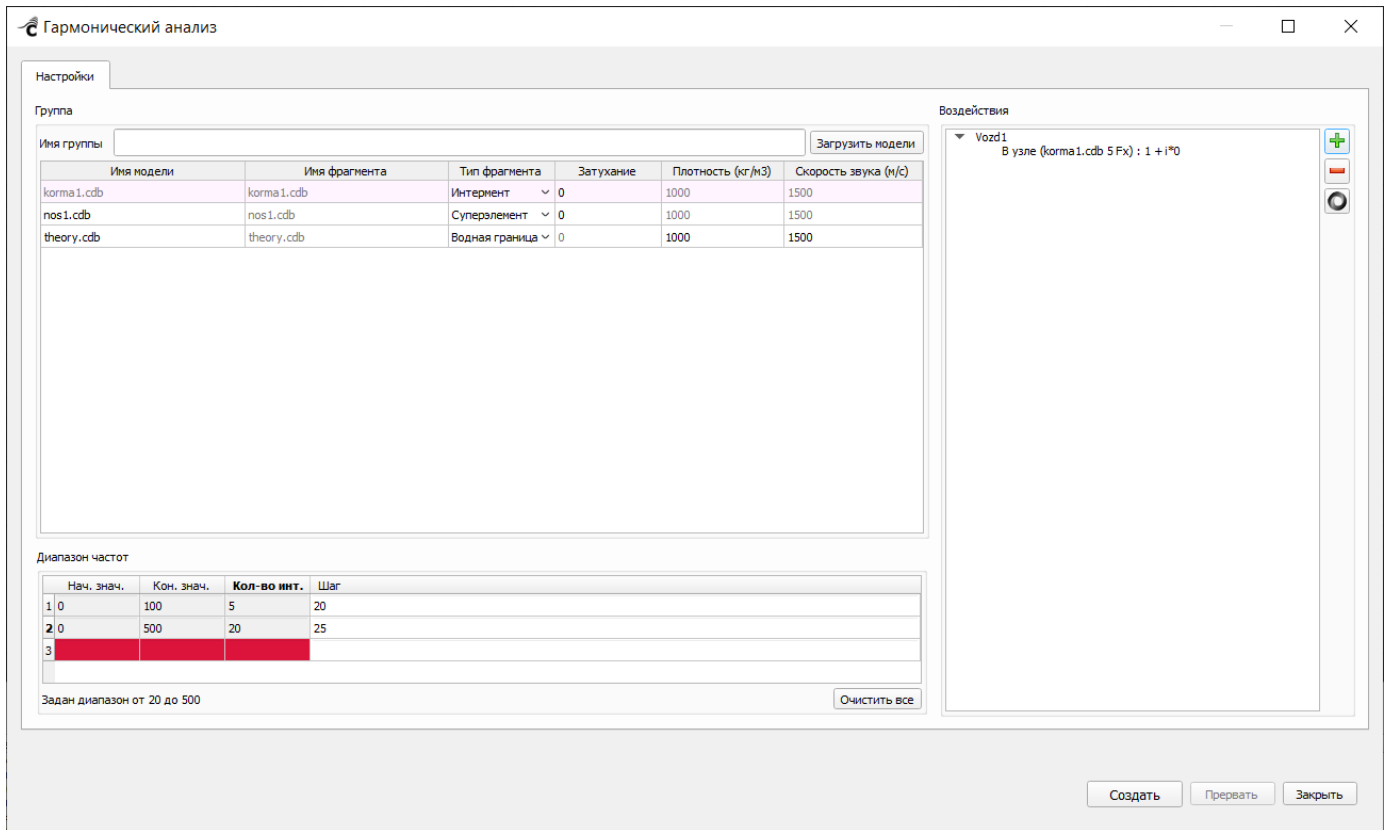 Гармонический анализ
Настройки
Группа
Имя группы
Загрузить модели
Имя модели Имя фрагмента Тип фрагмента Затухание Плотность (кг/м3) Скорость звука (м/с)
korma1.cdb korma1.cdb Интермент 0 1000 1500
nos1.cdb nos1.cdb Суперэлемент 0 1000 1500
theory.cdb theory.cdb Водная граница 0 1000 1500
Диапазон частот
Нач. знач. Кон. знач. Кол-во инт. Шаг
1 0 100 5 20
2 0 500 20 25
3
Задан диапазон от 20 до 500
Очистить все
Воздействия
Vozd1
В узле (korma1.cdb 5 Fx) : 1 + i*0
Создать
Прервать
Закрыть